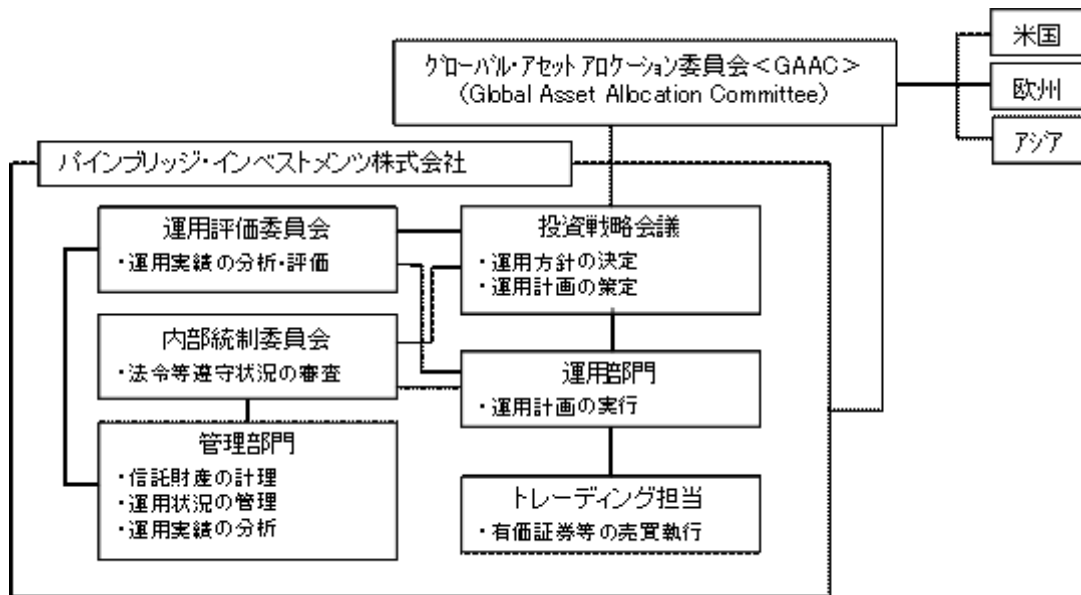 グローバル・アセットアロケーション委員会<GAAC>
(Global Asset Allocation Committee)
米国
欧州
アジア
パインブリッジ・インベストメンツ株式会社
運用評価委員会
・運用実績の分析・評価
投資戦略会議
・運用方針の決定
・運用計画の策定
内部統制委員会
・法令等遵守状況の審査
運用部門
・運用計画の実行
管理部門
・信託財産の計理
・運用状況の管理
・運用実績の分析
トレーディング担当
・有価証券等の売買執行